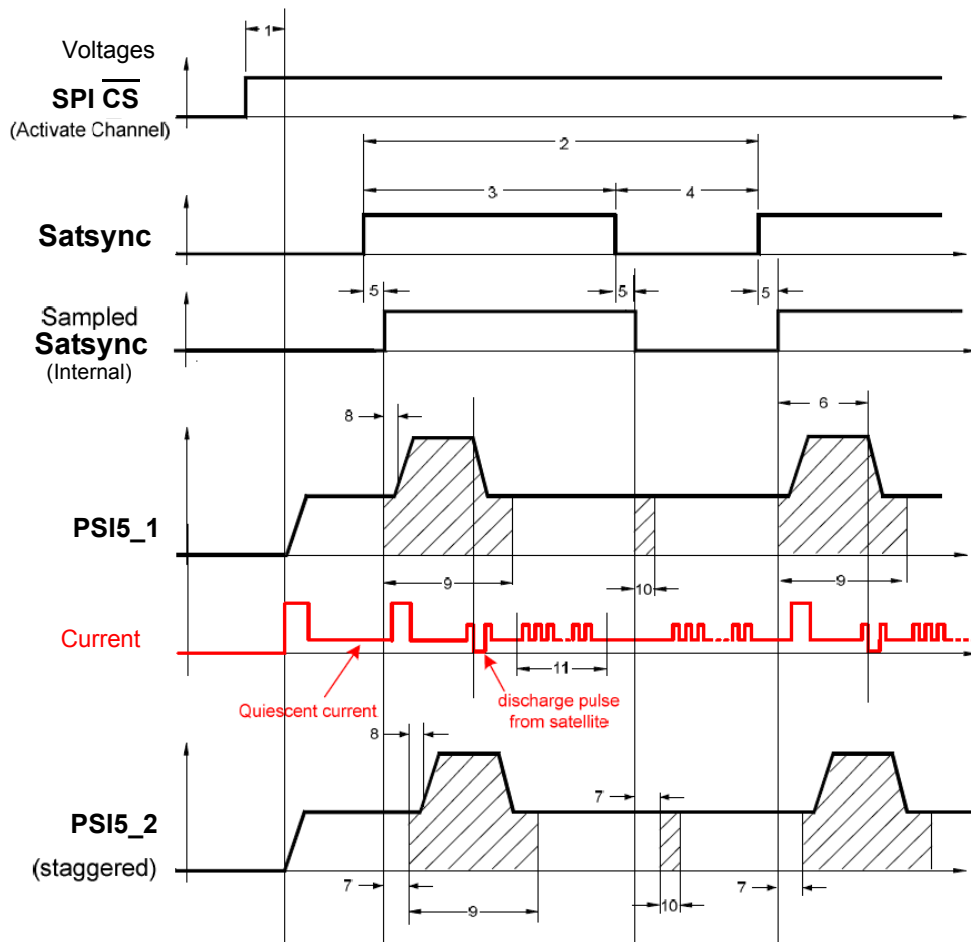 1
Voltages
SPI CS
(Activate Channel)
2
3
4
Satsync
5
5
5
Sampled
Satsync
(Internal)
8
6
PSI5_1
9
10
9
Current
11
Quiescent current
discharge pulse
from satellite
8
7
PSI5_2
(staggered)
7
9
10
7